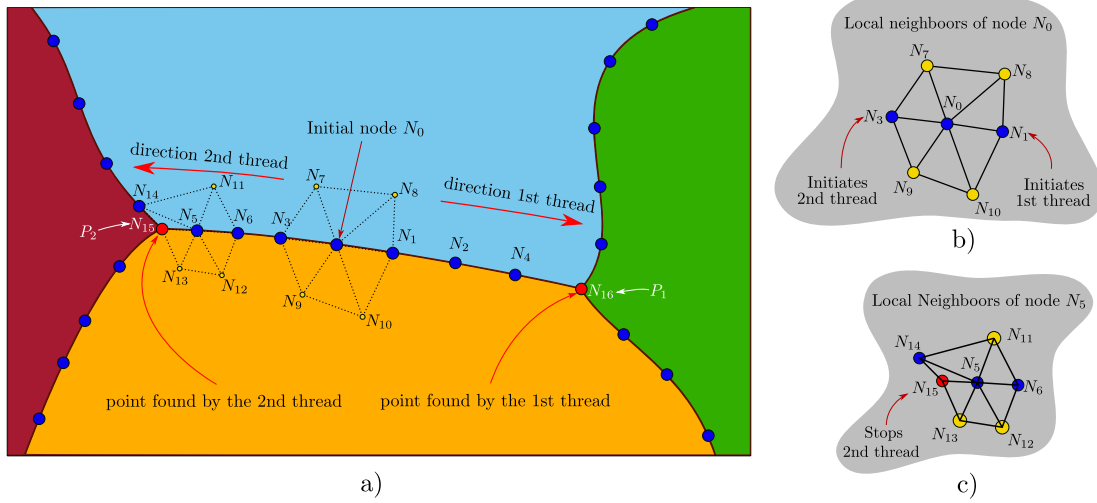 Initial node N₀
direction 2nd thread
direction 1st thread
N₇
N₈
N₁₁
N₁₄
N₁₅
P₂
N₅
N₆
N₃
N₁
N₂
N₄
N₁₃
N₁₂
N₉
N₁₀
N₁₆
P₁
point found by the 2nd thread
point found by the 1st thread
a)
Local neighboors of node N₀
N₇
N₈
N₀
N₃
N₁
N₉
N₁₀
Initiates
2nd thread
Initiates
1st thread
b)
Local Neighboors of node N₅
N₁₁
N₁₄
N₅
N₁₅
N₆
N₁₃
N₁₂
Stops
2nd thread
c)